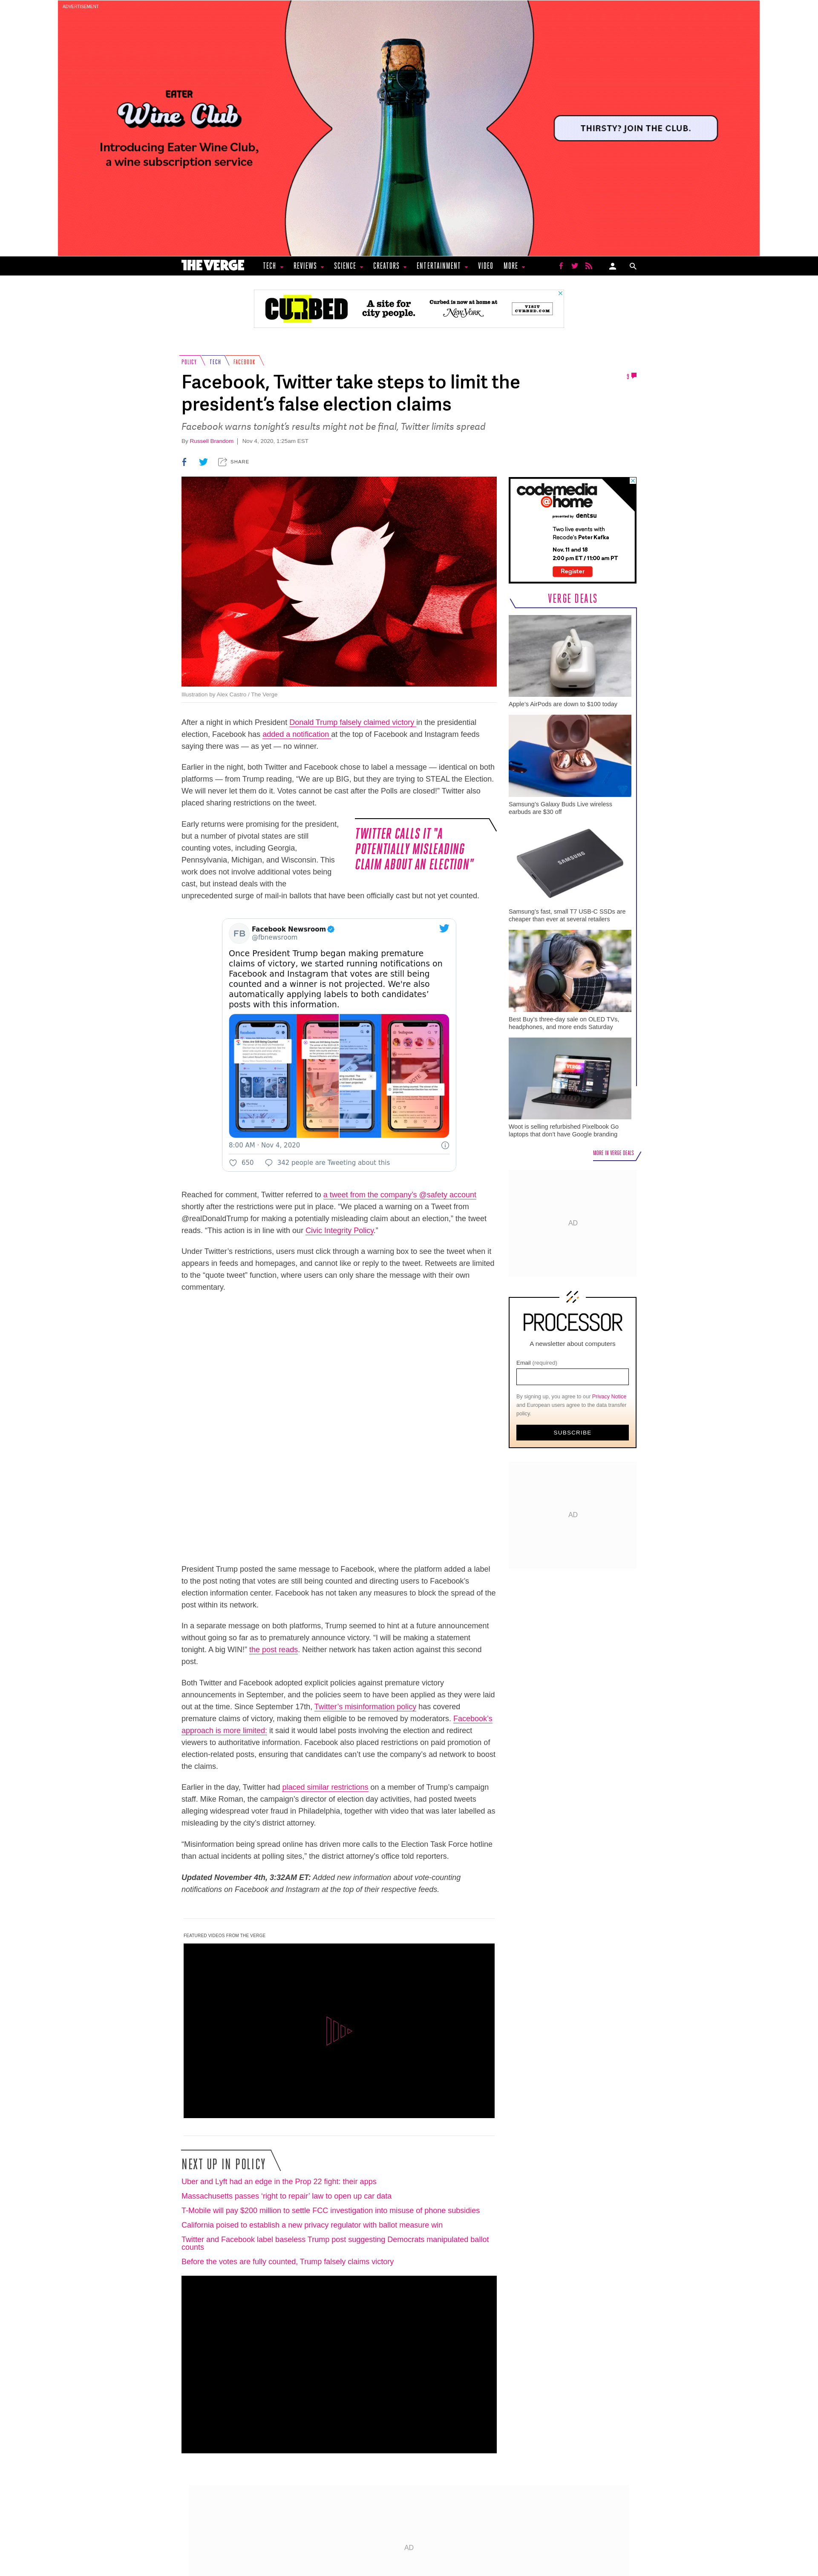 ADVERTISEMENT
EATER
Wine Club
Introducing Eater Wine Club,
a wine subscription service
THIRSTY? JOIN THE CLUB.
THE VERGE
TECH
REVIEWS
SCIENCE
CREATORS
ENTERTAINMENT
VIDEO
MORE
CURBED
A site for
city people.
Curbed is now at home at
New York
VISIT
CURBED.COM
POLICY
TECH
FACEBOOK
Facebook, Twitter take steps to limit the
president’s false election claims
1
Facebook warns tonight’s results might not be final, Twitter limits spread
By Russell Brandom | Nov 4, 2020, 1:25am EST
SHARE
Illustration by Alex Castro / The Verge
After a night in which President Donald Trump falsely claimed victory in the presidential
election, Facebook has added a notification at the top of Facebook and Instagram feeds
saying there was — as yet — no winner.
Earlier in the night, both Twitter and Facebook chose to label a message — identical on both
platforms — from Trump reading, “We are up BIG, but they are trying to STEAL the Election.
We will never let them do it. Votes cannot be cast after the Polls are closed!” Twitter also
placed sharing restrictions on the tweet.
Early returns were promising for the president,
but a number of pivotal states are still
counting votes, including Georgia,
Pennsylvania, Michigan, and Wisconsin. This
work does not involve additional votes being
cast, but instead deals with the
unprecedented surge of mail-in ballots that have been officially cast but not yet counted.
TWITTER CALLS IT "A
POTENTIALLY MISLEADING
CLAIM ABOUT AN ELECTION"
FB
Facebook Newsroom
@fbnewsroom
Once President Trump began making premature
claims of victory, we started running notifications on
Facebook and Instagram that votes are still being
counted and a winner is not projected. We're also
automatically applying labels to both candidates’
posts with this information.
8:00 AM · Nov 4, 2020
650
342 people are Tweeting about this
Reached for comment, Twitter referred to a tweet from the company’s @safety account
shortly after the restrictions were put in place. “We placed a warning on a Tweet from
@realDonaldTrump for making a potentially misleading claim about an election,” the tweet
reads. “This action is in line with our Civic Integrity Policy.”
Under Twitter’s restrictions, users must click through a warning box to see the tweet when it
appears in feeds and homepages, and cannot like or reply to the tweet. Retweets are limited
to the “quote tweet” function, where users can only share the message with their own
commentary.
President Trump posted the same message to Facebook, where the platform added a label
to the post noting that votes are still being counted and directing users to Facebook’s
election information center. Facebook has not taken any measures to block the spread of the
post within its network.
In a separate message on both platforms, Trump seemed to hint at a future announcement
without going so far as to prematurely announce victory. “I will be making a statement
tonight. A big WIN!” the post reads. Neither network has taken action against this second
post.
Both Twitter and Facebook adopted explicit policies against premature victory
announcements in September, and the policies seem to have been applied as they were laid
out at the time. Since September 17th, Twitter’s misinformation policy has covered
premature claims of victory, making them eligible to be removed by moderators. Facebook’s
approach is more limited: it said it would label posts involving the election and redirect
viewers to authoritative information. Facebook also placed restrictions on paid promotion of
election-related posts, ensuring that candidates can’t use the company’s ad network to boost
the claims.
Earlier in the day, Twitter had placed similar restrictions on a member of Trump’s campaign
staff. Mike Roman, the campaign’s director of election day activities, had posted tweets
alleging widespread voter fraud in Philadelphia, together with video that was later labelled as
misleading by the city’s district attorney.
“Misinformation being spread online has driven more calls to the Election Task Force hotline
than actual incidents at polling sites,” the district attorney’s office told reporters.
Updated November 4th, 3:32AM ET: Added new information about vote-counting
notifications on Facebook and Instagram at the top of their respective feeds.
FEATURED VIDEOS FROM THE VERGE
NEXT UP IN POLICY
Uber and Lyft had an edge in the Prop 22 fight: their apps
Massachusetts passes ‘right to repair’ law to open up car data
T-Mobile will pay $200 million to settle FCC investigation into misuse of phone subsidies
California poised to establish a new privacy regulator with ballot measure win
Twitter and Facebook label baseless Trump post suggesting Democrats manipulated ballot
counts
Before the votes are fully counted, Trump falsely claims victory
codemedia
@home
presented by dentsu
Two live events with
Recode’s Peter Kafka
Nov. 11 and 18
2:00 pm ET / 11:00 am PT
Register
VERGE DEALS
Apple’s AirPods are down to $100 today
Samsung’s Galaxy Buds Live wireless
earbuds are $30 off
SAMSUNG
Samsung’s fast, small T7 USB-C SSDs are
cheaper than ever at several retailers
Best Buy’s three-day sale on OLED TVs,
headphones, and more ends Saturday
Woot is selling refurbished Pixelbook Go
laptops that don’t have Google branding
MORE IN VERGE DEALS
AD
PROCESSOR
A newsletter about computers
Email (required)
By signing up, you agree to our Privacy Notice
and European users agree to the data transfer
policy.
SUBSCRIBE
AD
AD